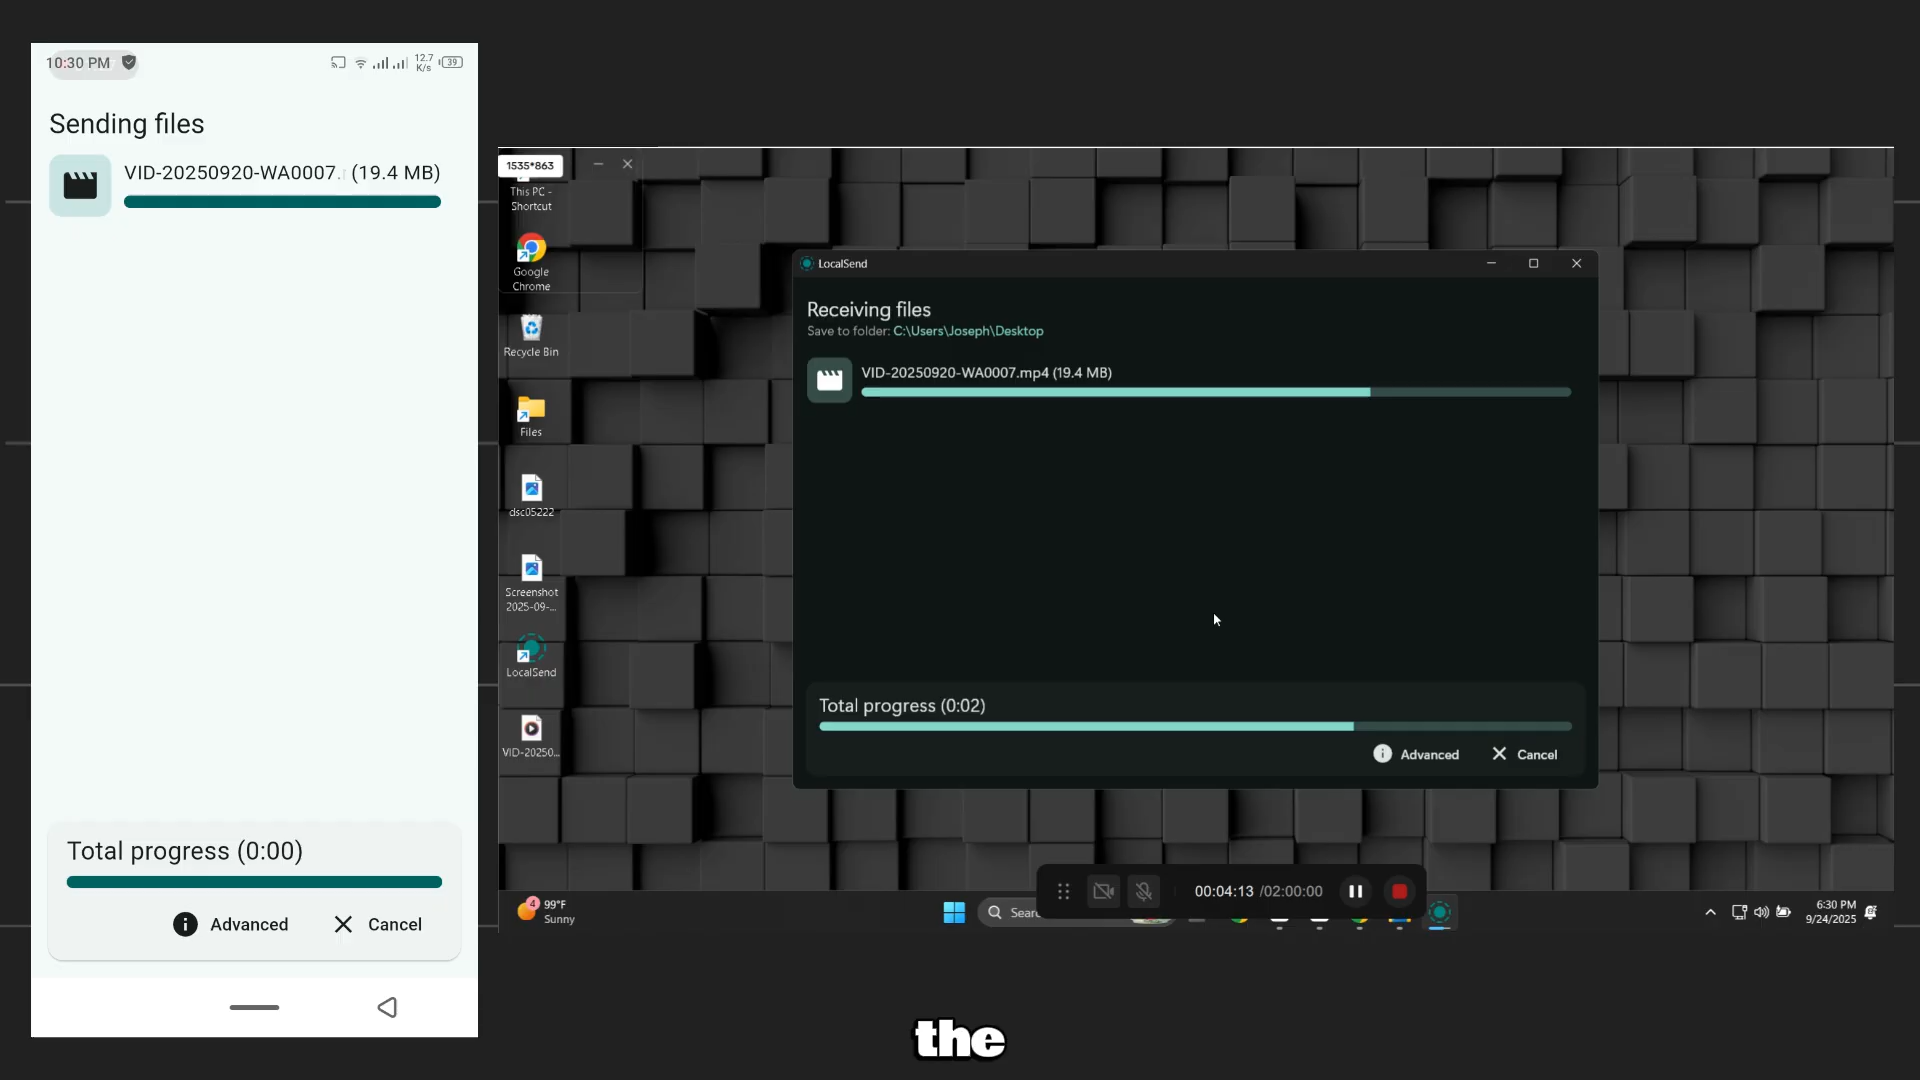 10:30 PM
12.7
K/s
39
Sending files
VID-20250920-WA0007. (19.4 MB)
Total progress (0:00)
Advanced
Cancel
1535*863
This PC -
Shortcut
Google
Chrome
Recycle Bin
Files
dsc05222
Screenshot
2025-09-...
LocalSend
VID-20250...
LocalSend
Receiving files
Save to folder: C:\Users\Joseph\Desktop
VID-20250920-WA0007.mp4 (19.4 MB)
Total progress (0:02)
Advanced
Cancel
00:04:13 /02:00:00
4
99°F
Sunny
Sear
6:30 PM
9/24/2025
the